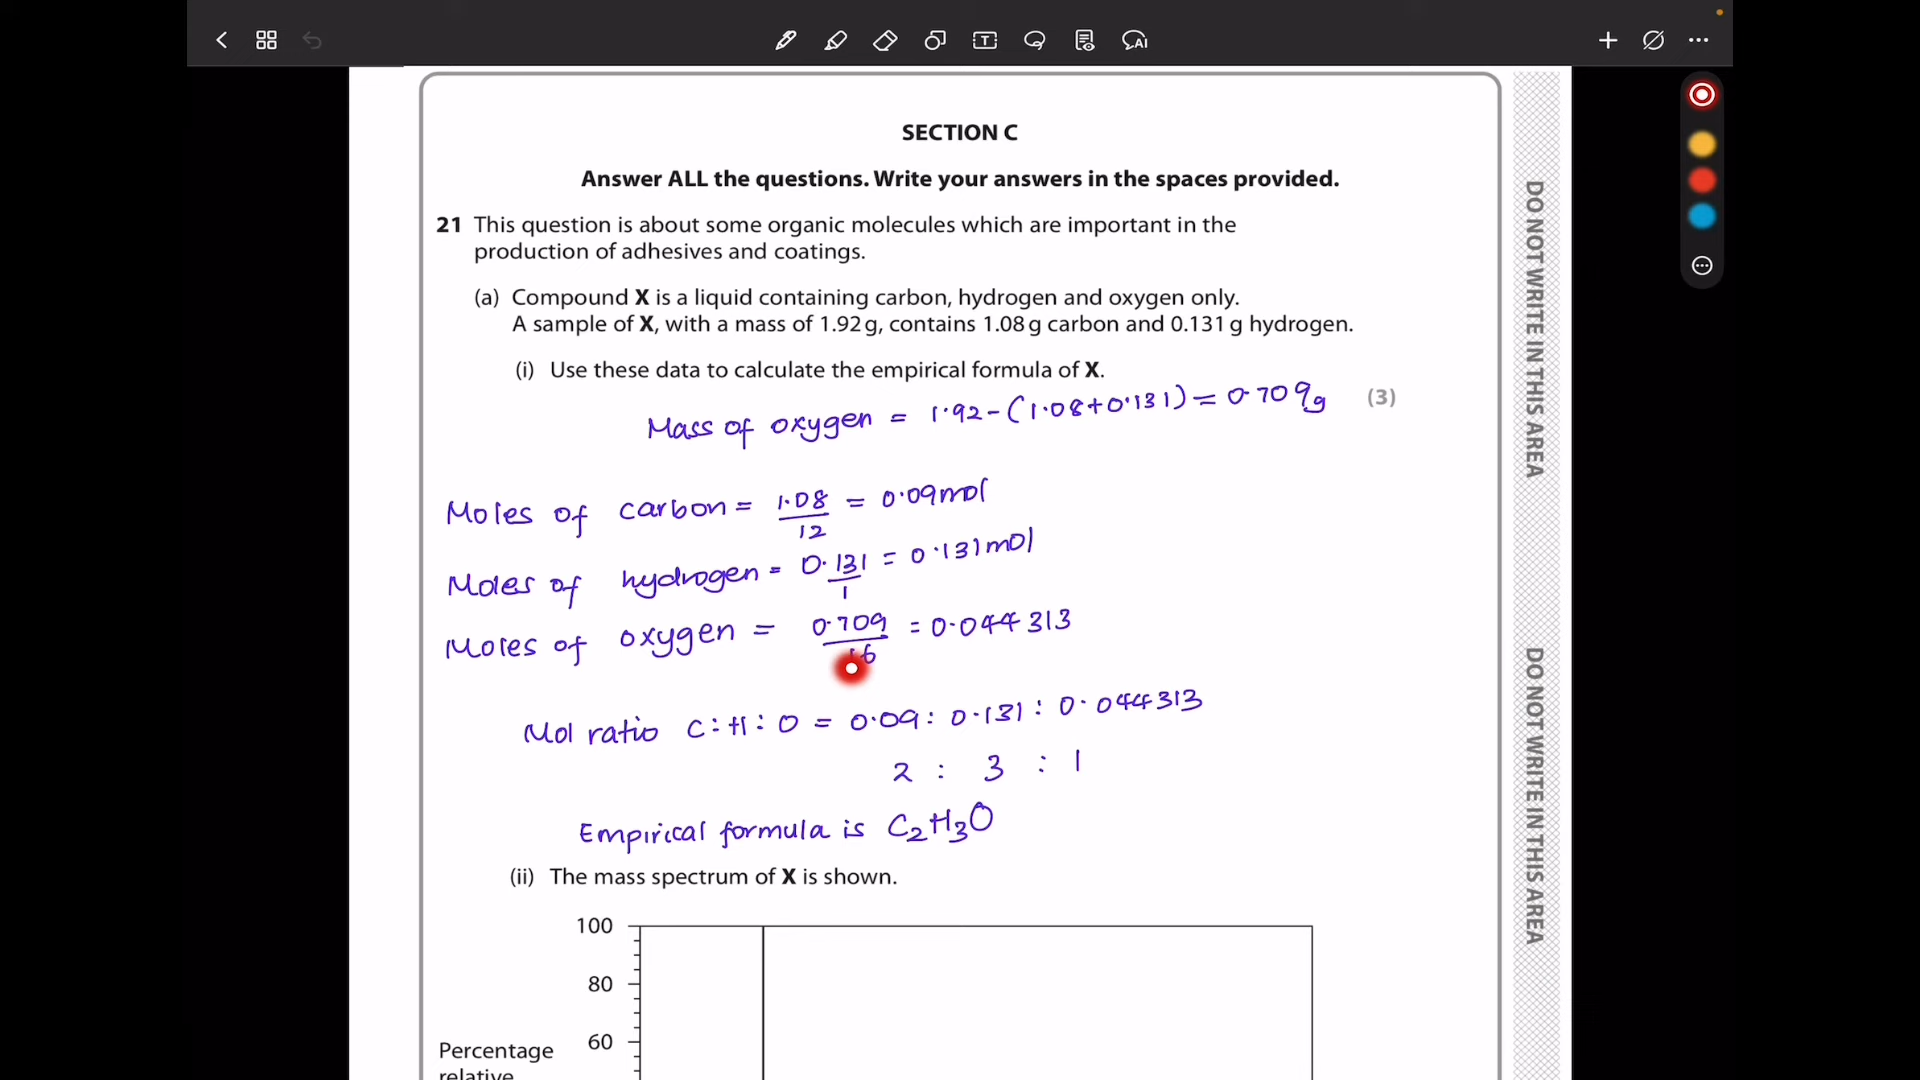 SECTION C
Answer ALL the questions. Write your answers in the spaces provided.
21 This question is about some organic molecules which are important in the
production of adhesives and coatings.
(a) Compound X is a liquid containing carbon, hydrogen and oxygen only.
A sample of X, with a mass of 1.92 g, contains 1.08 g carbon and 0.131 g hydrogen.
(i) Use these data to calculate the empirical formula of X.
(3)
Mass of oxygen = 1.92 - (1.08 + 0.131) = 0.709g
Moles of carbon = 1.08/12 = 0.09 mol
Moles of hydrogen = 0.131/1 = 0.131 mol
Moles of oxygen = 0.709/16 = 0.044313
Mol ratio C : H : O = 0.09 : 0.131 : 0.044313
2 : 3 : 1
Empirical formula is C₂H₃O
(ii) The mass spectrum of X is shown.
100
80
60
Percentage
relative
DO NOT WRITE IN THIS AREA
DO NOT WRITE IN THIS AREA
T
AI